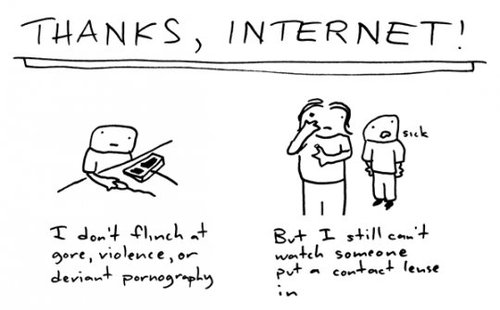 THANKS, INTERNET!
sick
I don't flinch at
gore, violence, or
deviant pornography
But I still can't
watch someone
put a contact lense
in